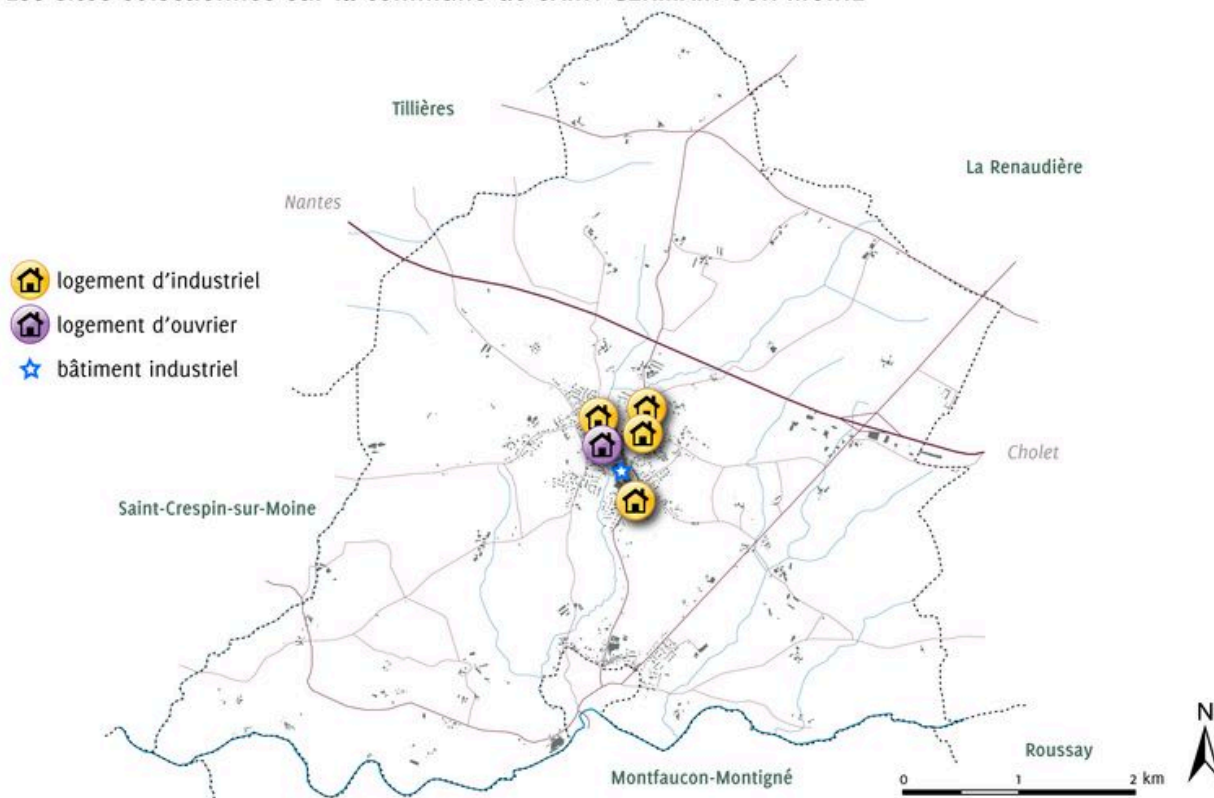 Tillières
La Renaudière
Nantes
logement d'industriel
logement d'ouvrier
bâtiment industriel
Cholet
Saint-Crespin-sur-Moine
N
Roussay
Montfaucon-Montigné
0 1 2 km